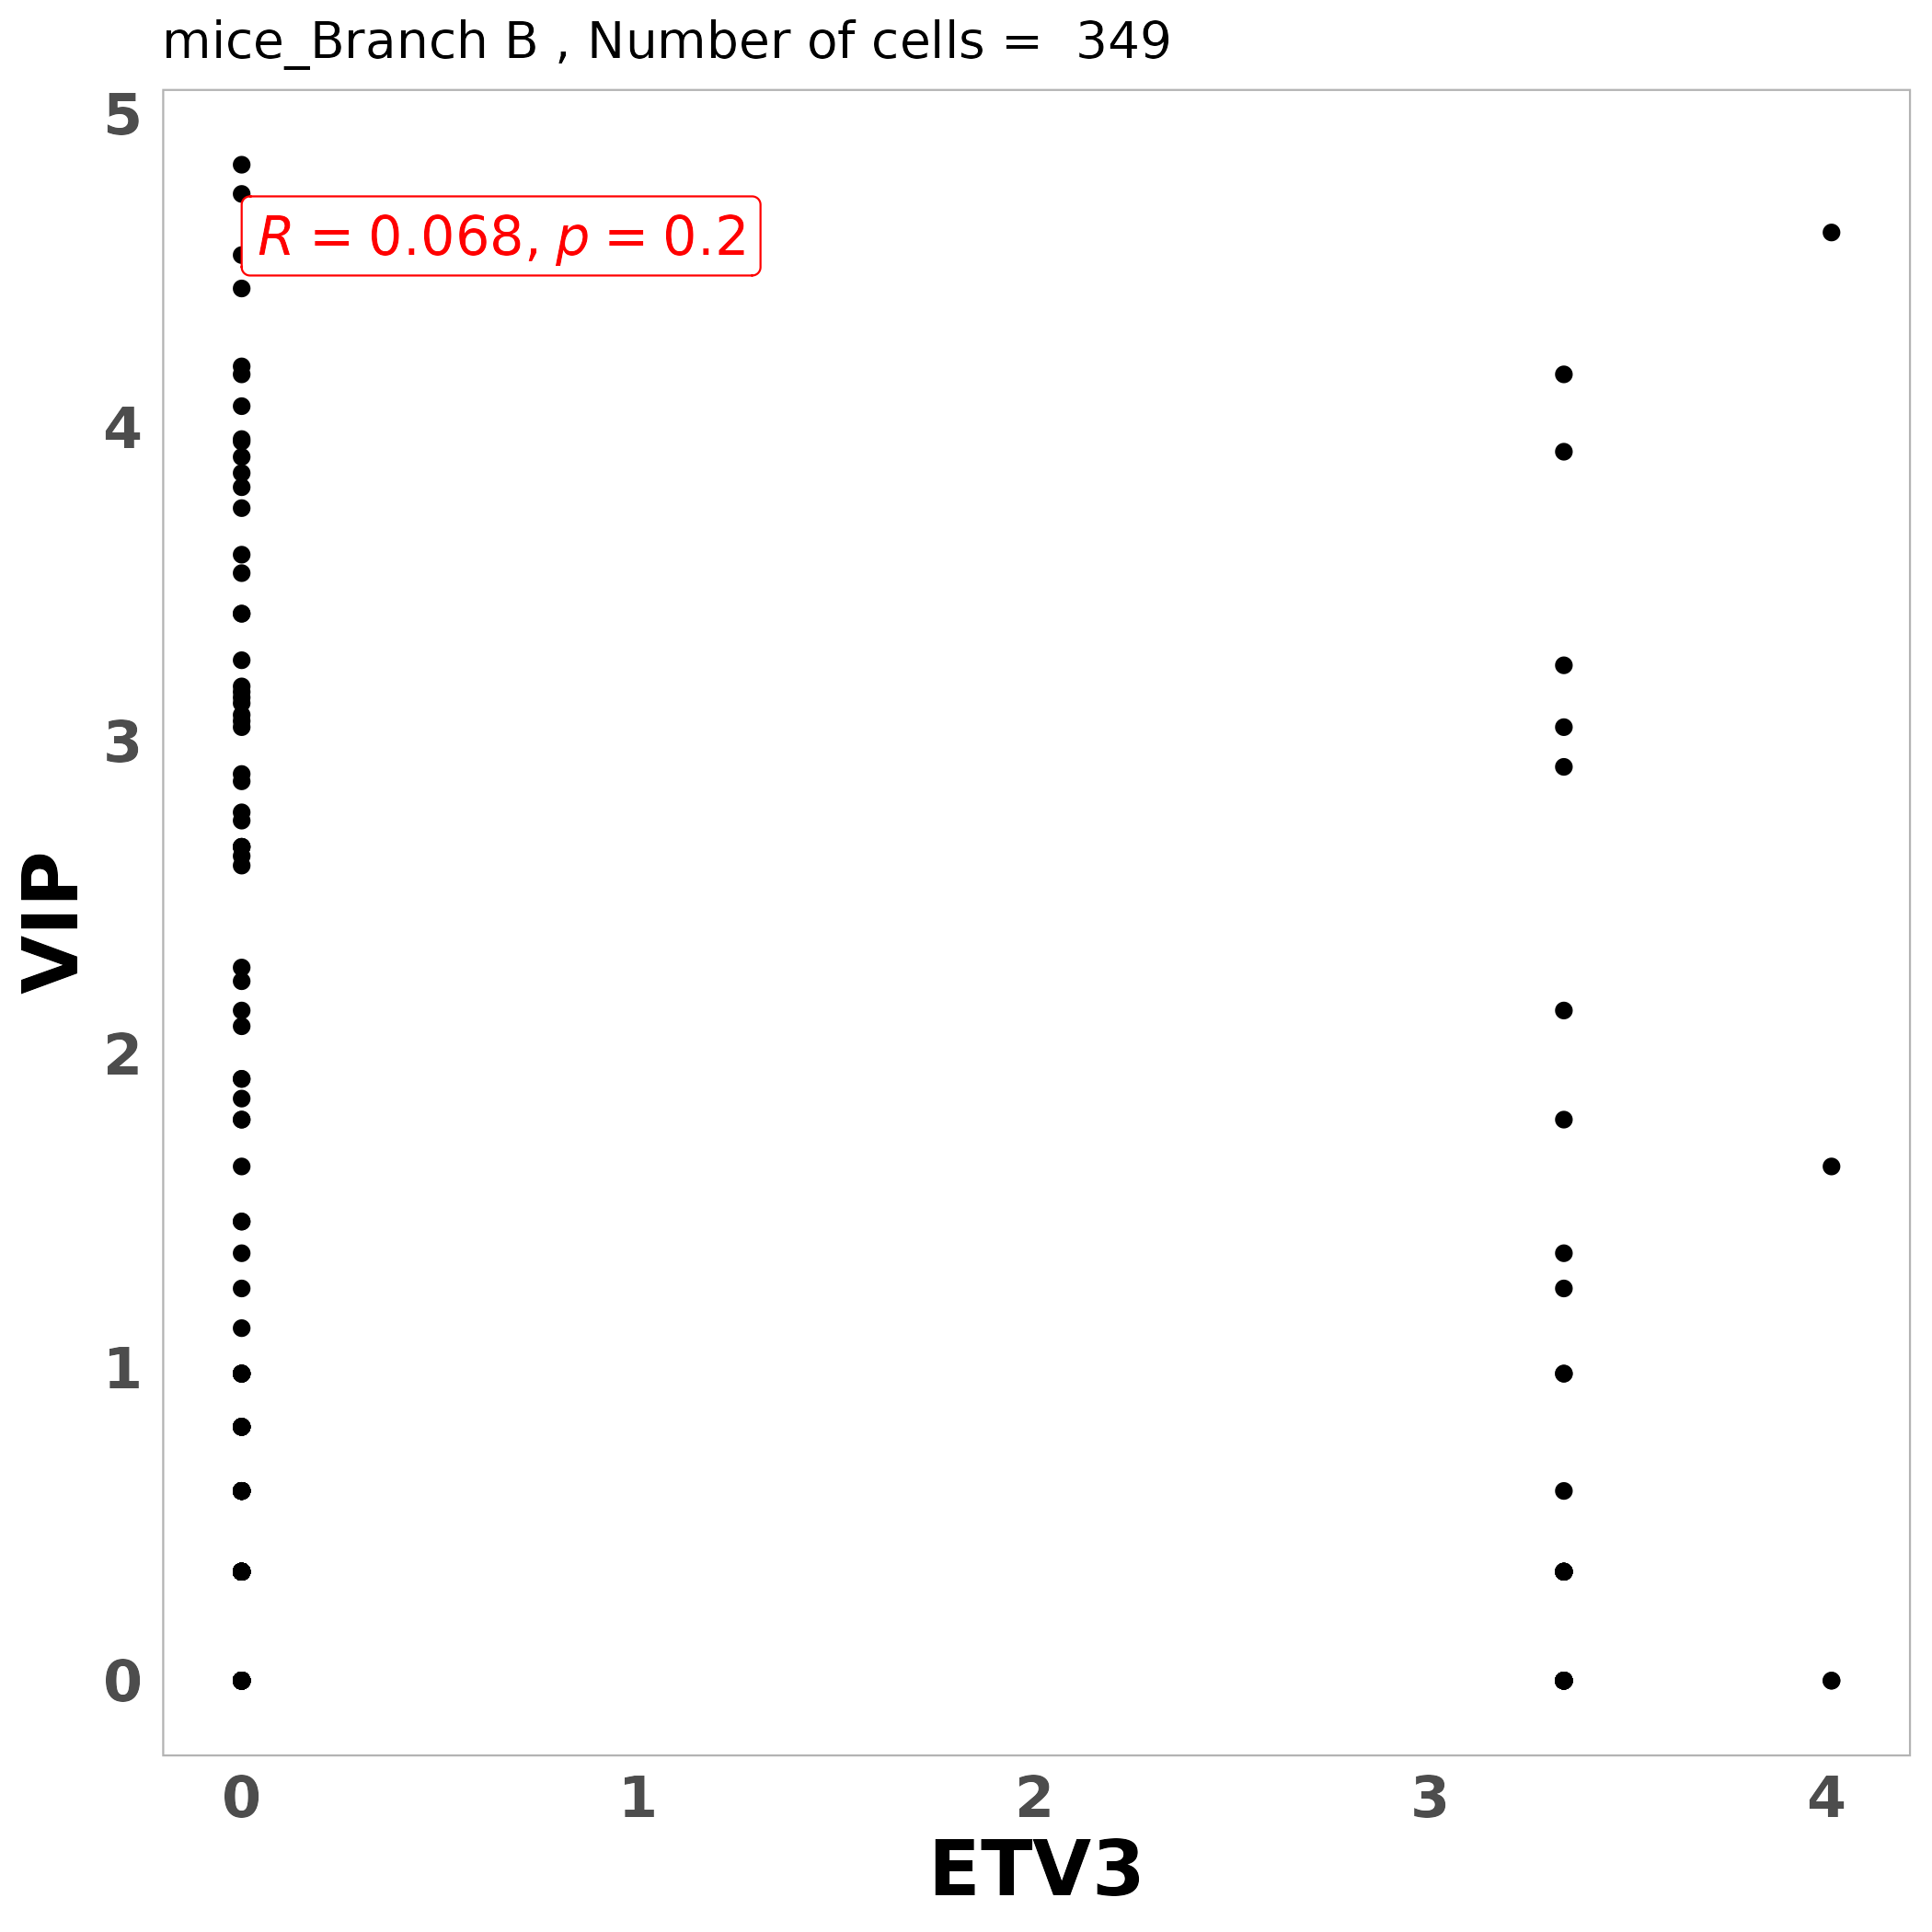 mice_Branch B , Number of cells =  349
5
R = 0.068, p = 0.2
4
3
VIP
2
1
0
0 1 2 3 4
ETV3